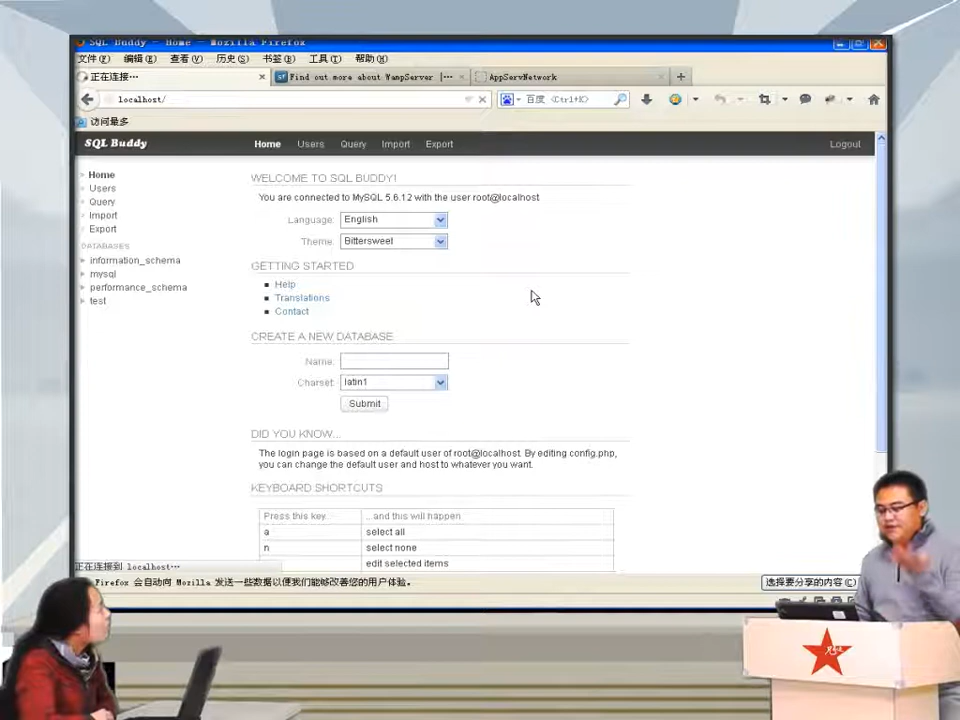 SQL Buddy - Home - Mozilla Firefox
文件(F) 编辑(E) 查看(V) 历史(S) 书签(B) 工具(T) 帮助(H)
正在连接… Find out more about WampServer |… AppServNetwork
localhost/ 百度 <Ctrl+K>
访问最多
SQL Buddy Home Users Query Import Export Logout
Home
Users
Query
Import
Export
DATABASES
information_schema
mysql
performance_schema
test
WELCOME TO SQL BUDDY!
You are connected to MySQL 5.6.12 with the user root@localhost
Language: English
Theme: Bittersweet
GETTING STARTED
Help
Translations
Contact
CREATE A NEW DATABASE
Name:
Charset: latin1
Submit
DID YOU KNOW...
The login page is based on a default user of root@localhost. By editing config.php,
you can change the default user and host to whatever you want.
KEYBOARD SHORTCUTS
Press this key... ...and this will happen
a select all
n select none
edit selected items
正在连接到 localhost…
Firefox 会自动向 Mozilla 发送一些数据以便我们能够改善您的用户体验。
选择要分享的内容(C)